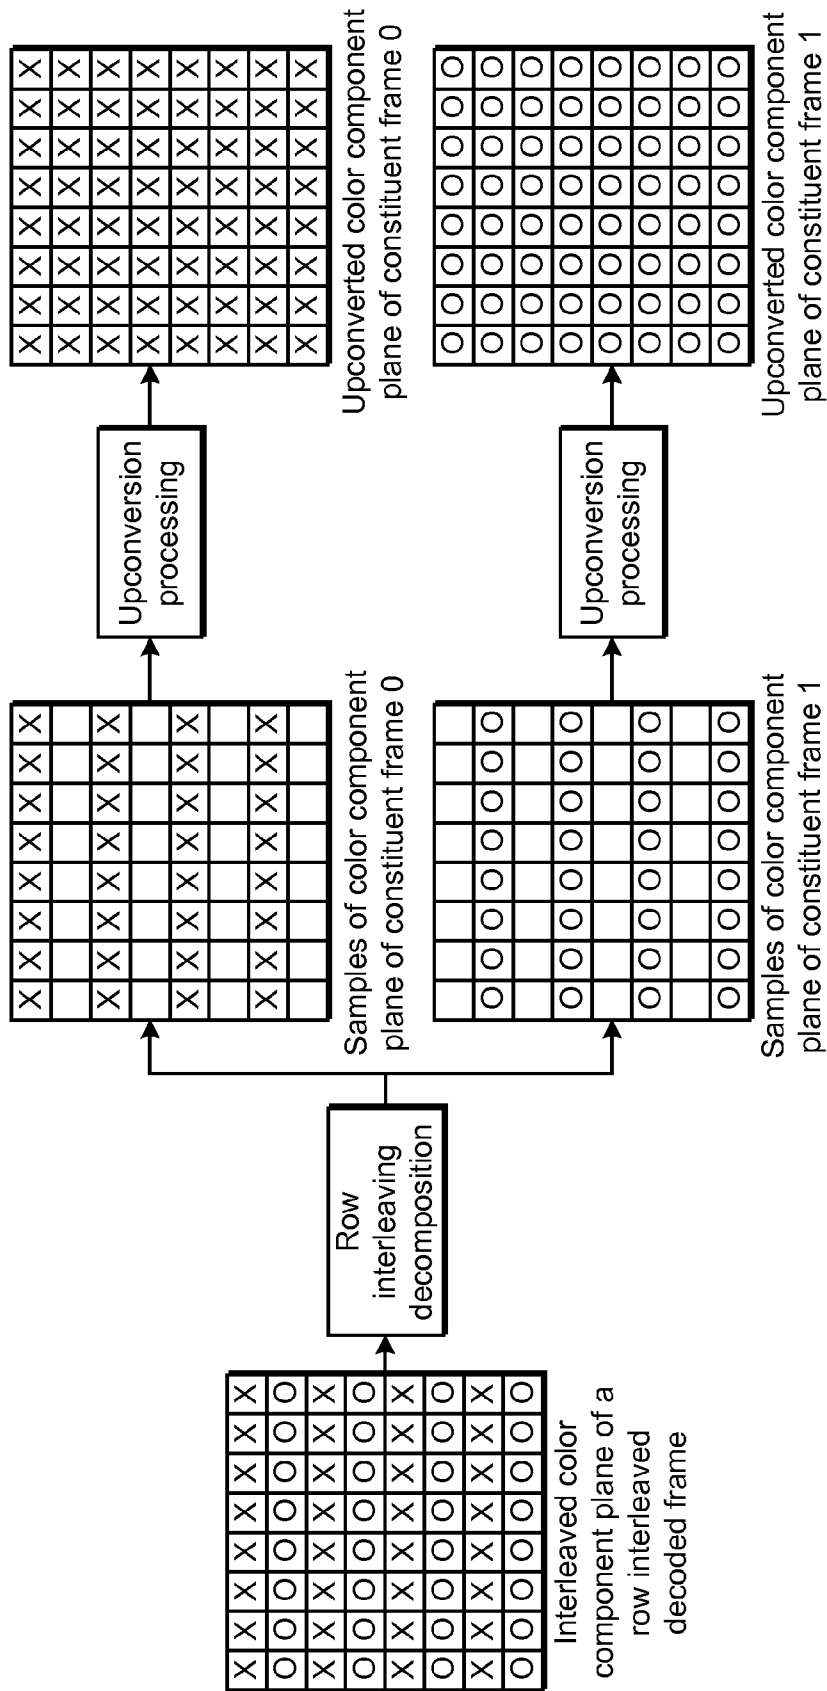 X X X X X X X X
O O O O O O O O
X X X X X X X X
O O O O O O O O
X X X X X X X X
O O O O O O O O
X X X X X X X X
O O O O O O O O
Interleaved color
component plane of a
row interleaved
decoded frame
Row
interleaving
decomposition
X X X X X X X X
X X X X X X X X
X X X X X X X X
X X X X X X X X
Samples of color component
plane of constituent frame 0
Upconversion
processing
X X X X X X X X
X X X X X X X X
X X X X X X X X
X X X X X X X X
X X X X X X X X
X X X X X X X X
X X X X X X X X
X X X X X X X X
Upconverted color component
plane of constituent frame 0
O O O O O O O O
O O O O O O O O
O O O O O O O O
O O O O O O O O
Samples of color component
plane of constituent frame 1
Upconversion
processing
O O O O O O O O
O O O O O O O O
O O O O O O O O
O O O O O O O O
O O O O O O O O
O O O O O O O O
O O O O O O O O
O O O O O O O O
Upconverted color component
plane of constituent frame 1